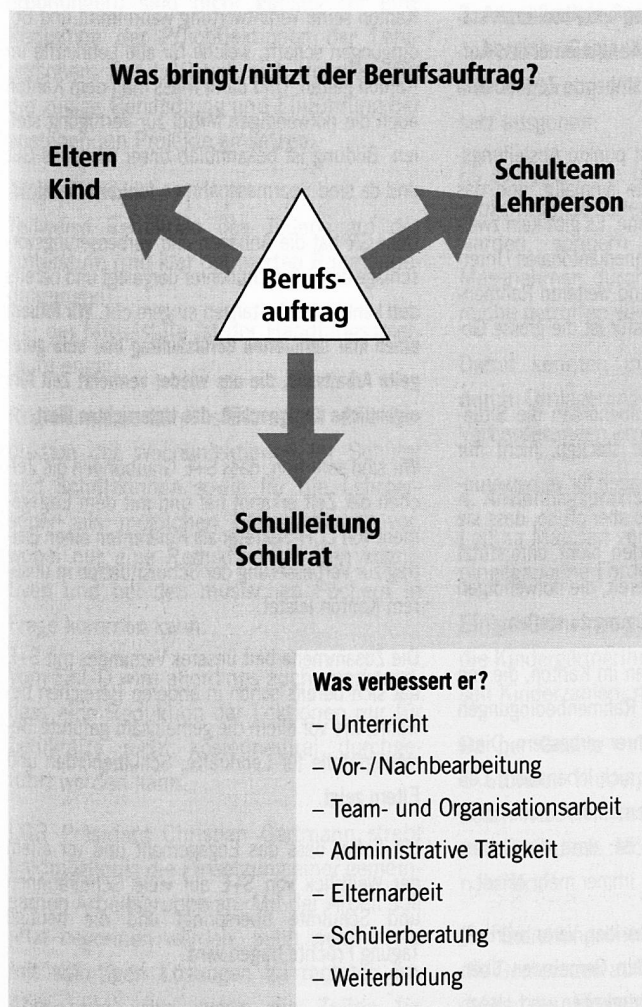 Was bringt/nützt der Berufsauftrag?
Eltern
Kind
Schulteam
Lehrperson
Berufs-
auftrag
Schulleitung
Schulrat
Was verbessert er?
– Unterricht
– Vor-/Nachbearbeitung
– Team- und Organisationsarbeit
– Administrative Tätigkeit
– Elternarbeit
– Schülerberatung
– Weiterbildung